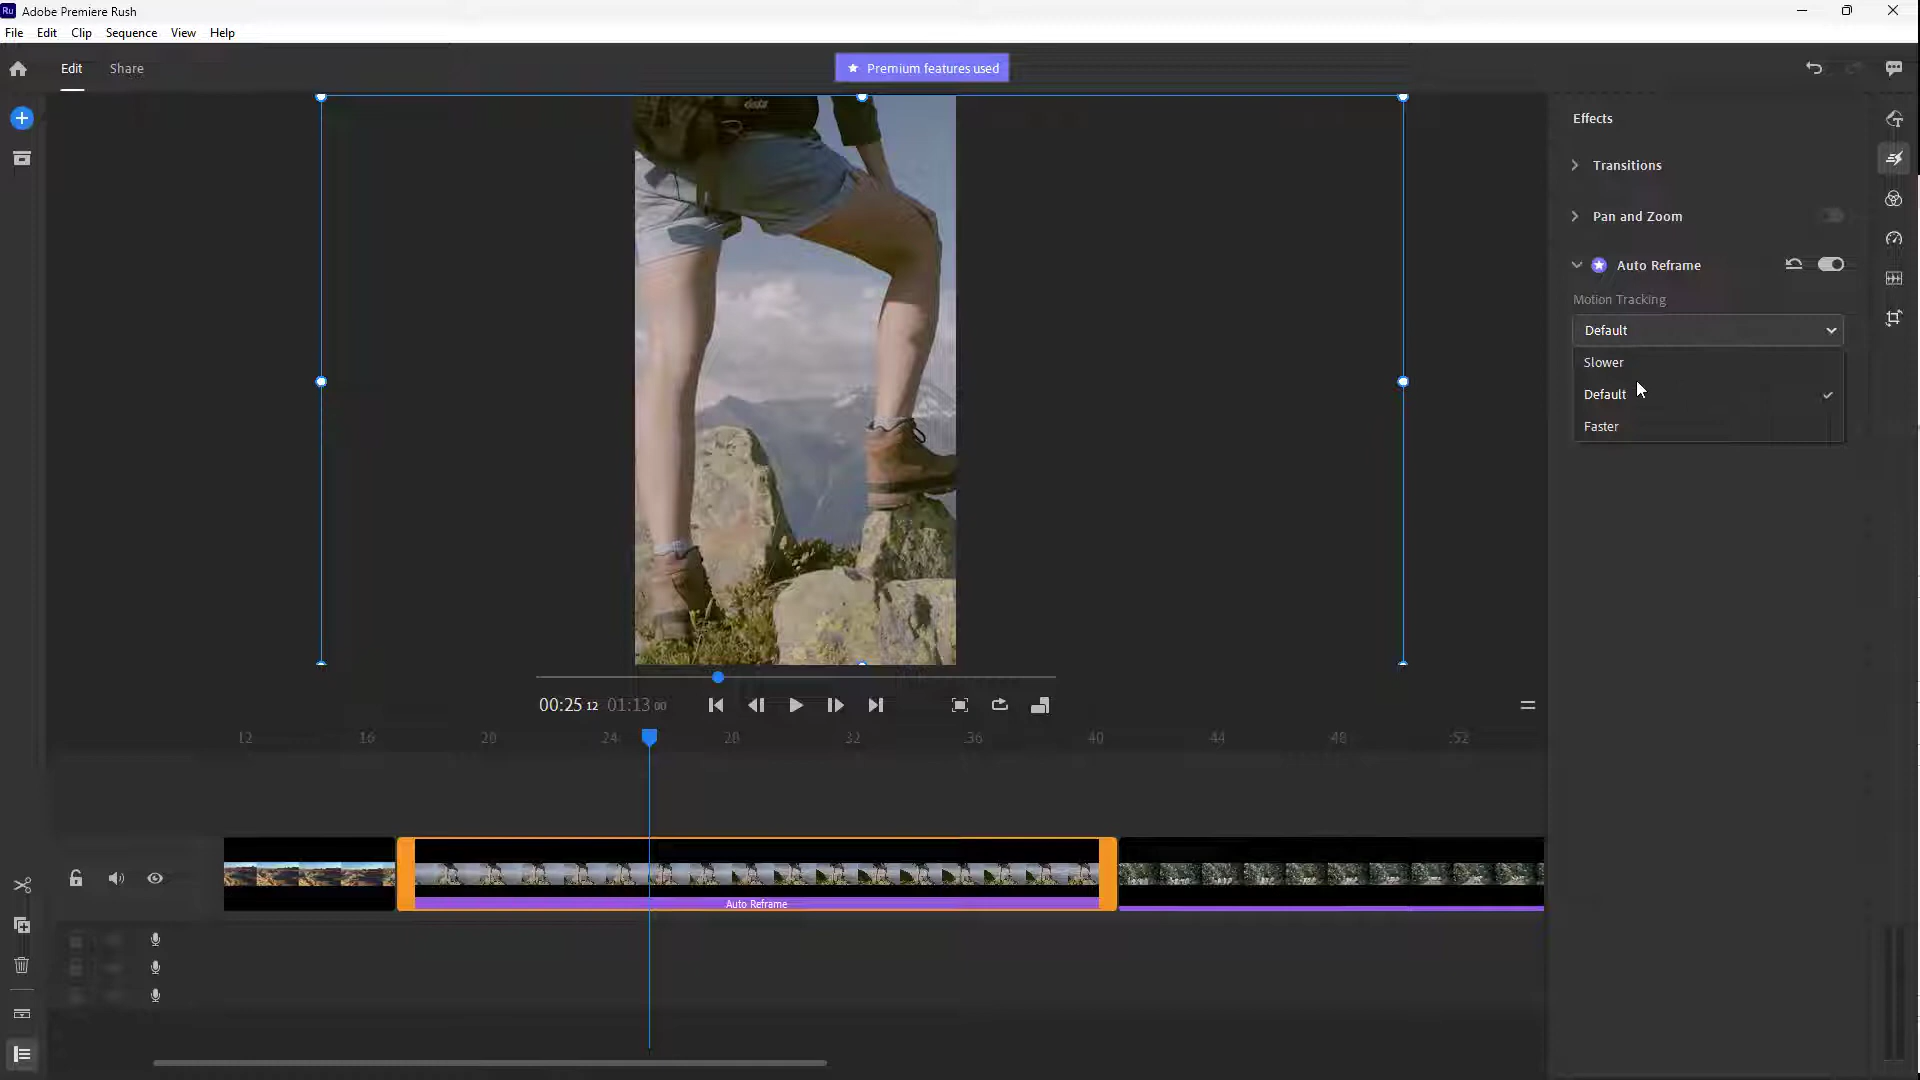 Ru Adobe Premiere Rush
File Edit Clip Sequence View Help
Edit Share
Premium features used
Effects
Transitions
Pan and Zoom
Auto Reframe
Motion Tracking
Default
Slower
Default
Faster
00:25 12 01:13 00
12 16 :20 :24 :28 :32 :36 :40 :44 :48 :52
Auto Reframe